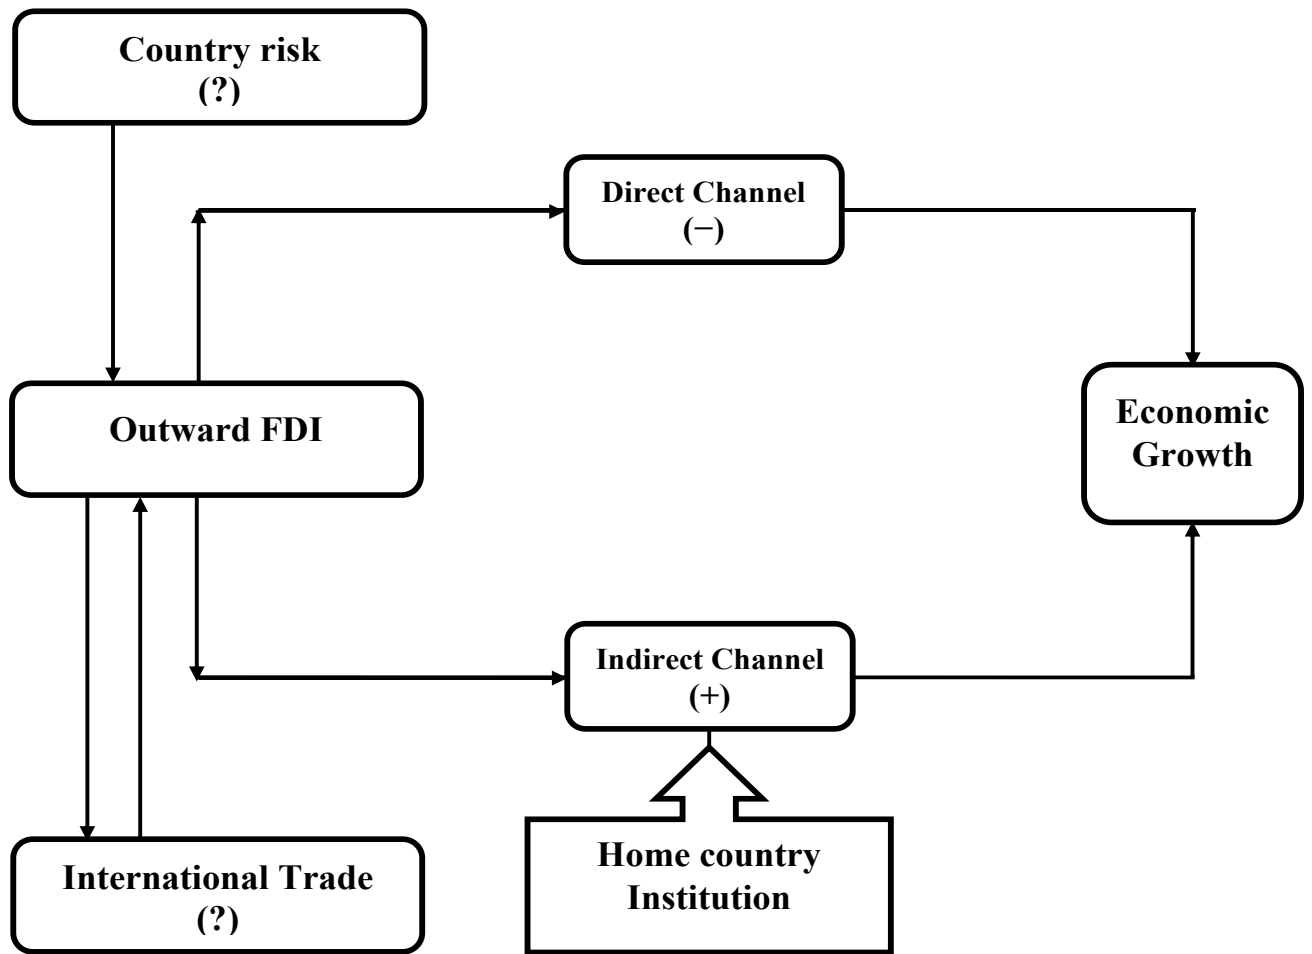 Country risk
(?)
Direct Channel
(−)
Outward FDI
Economic
Growth
Indirect Channel
(+)
Home country
Institution
International Trade
(?)